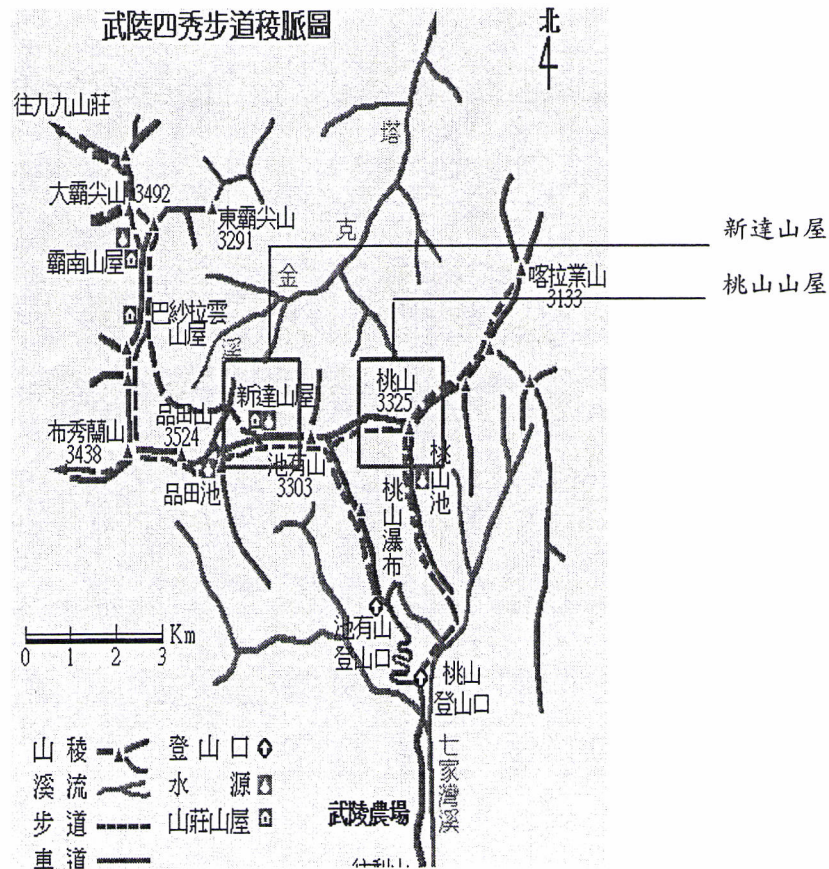 武陵四秀步道稜脈圖
北
往九九山莊
塔
大霸尖山 3492
東霸尖山
3291
克
新達山屋
霸南山屋
金
喀拉業山
3133
桃山山屋
巴紗拉雲
山屋
溪
新達山屋
桃山
3325
品田山
3524
布秀蘭山
3438
池有山
3303
品田池
桃山池
桃山瀑布
池有山
登山口
Km
0 1 2 3
桃山
登山口
七家灣溪
武陵農場
山稜 登山口
溪流 水源
步道 山莊山屋
車道